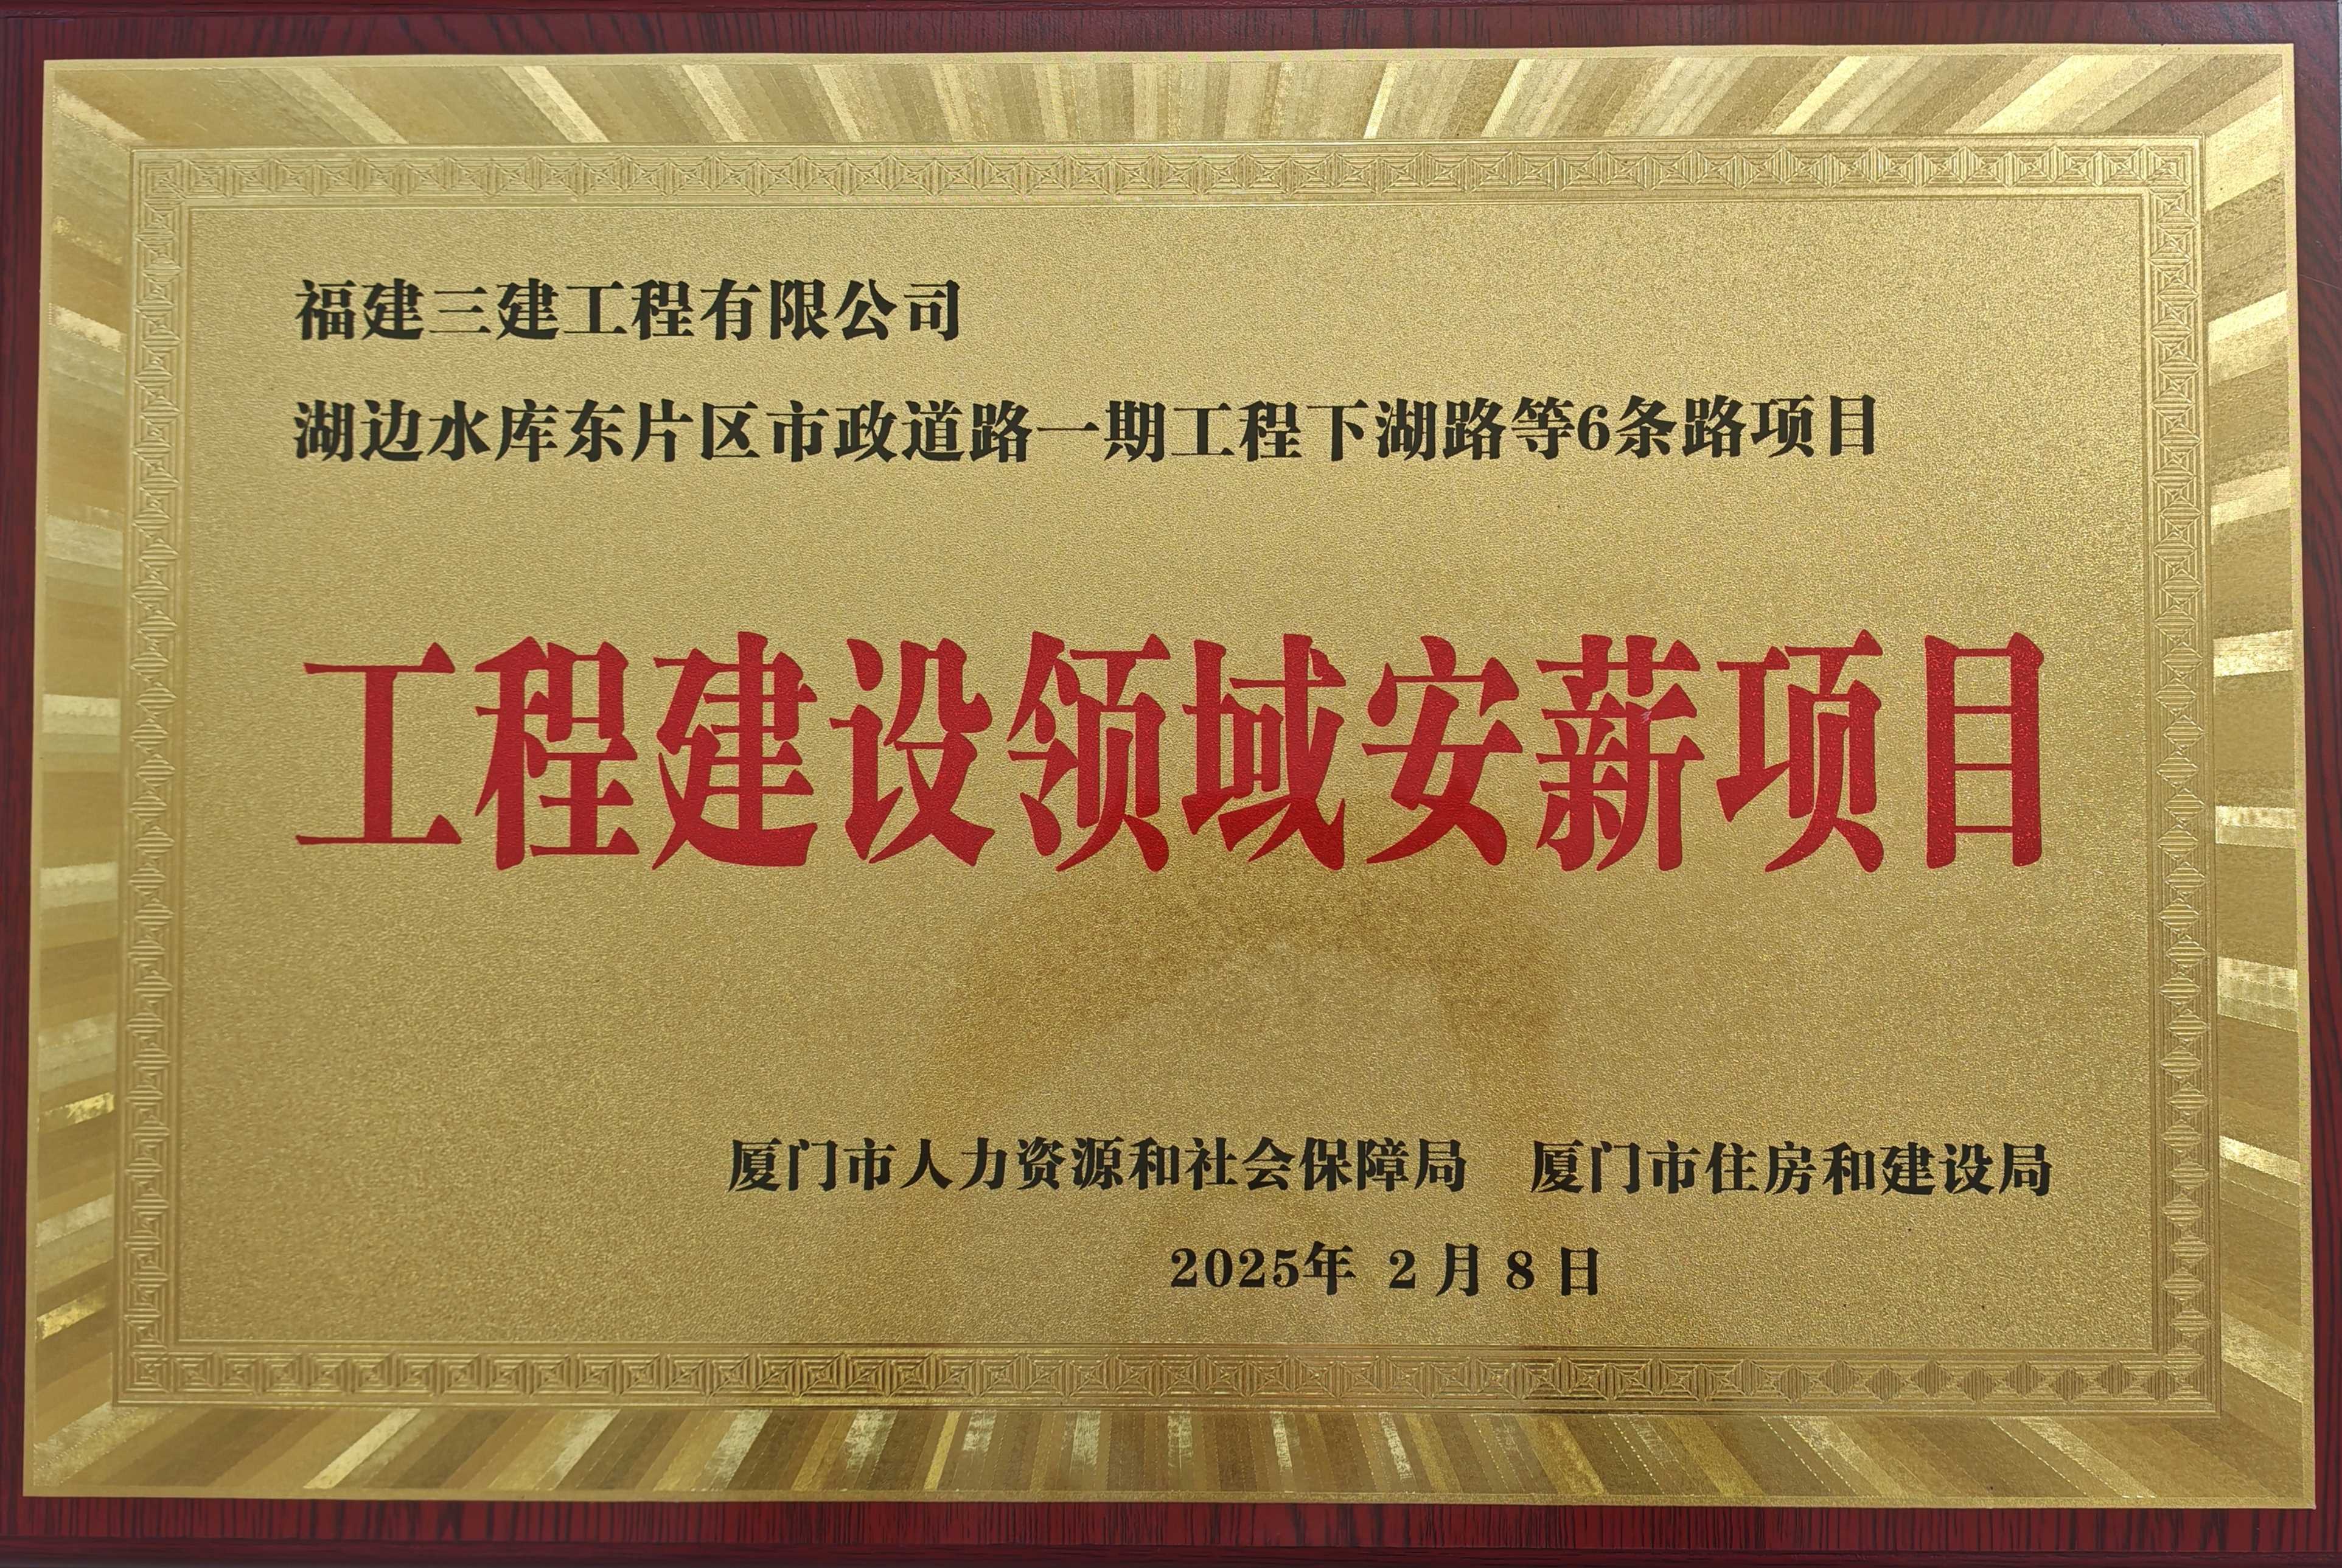 福建三建工程有限公司
湖边水库东片区市政道路一期工程下湖路等6条路项目
工程建设领域安薪项目
厦门市人力资源和社会保障局 厦门市住房和建设局
2025年 2 月 8 日